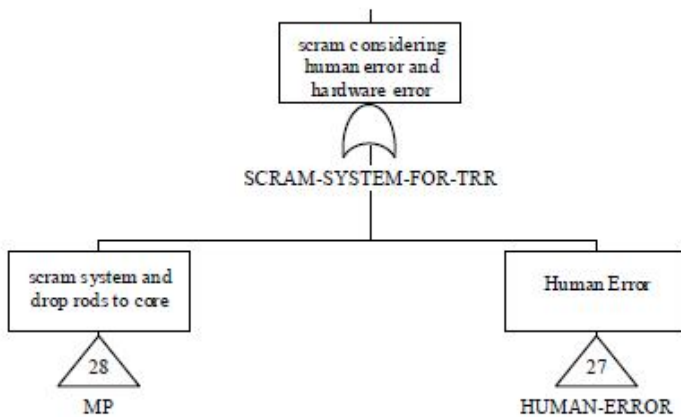 scram considering
human error and
hardware error
SCRAM-SYSTEM-FOR-TRR
scram system and
drop rods to core
Human Error
28
27
MP
HUMAN-ERROR